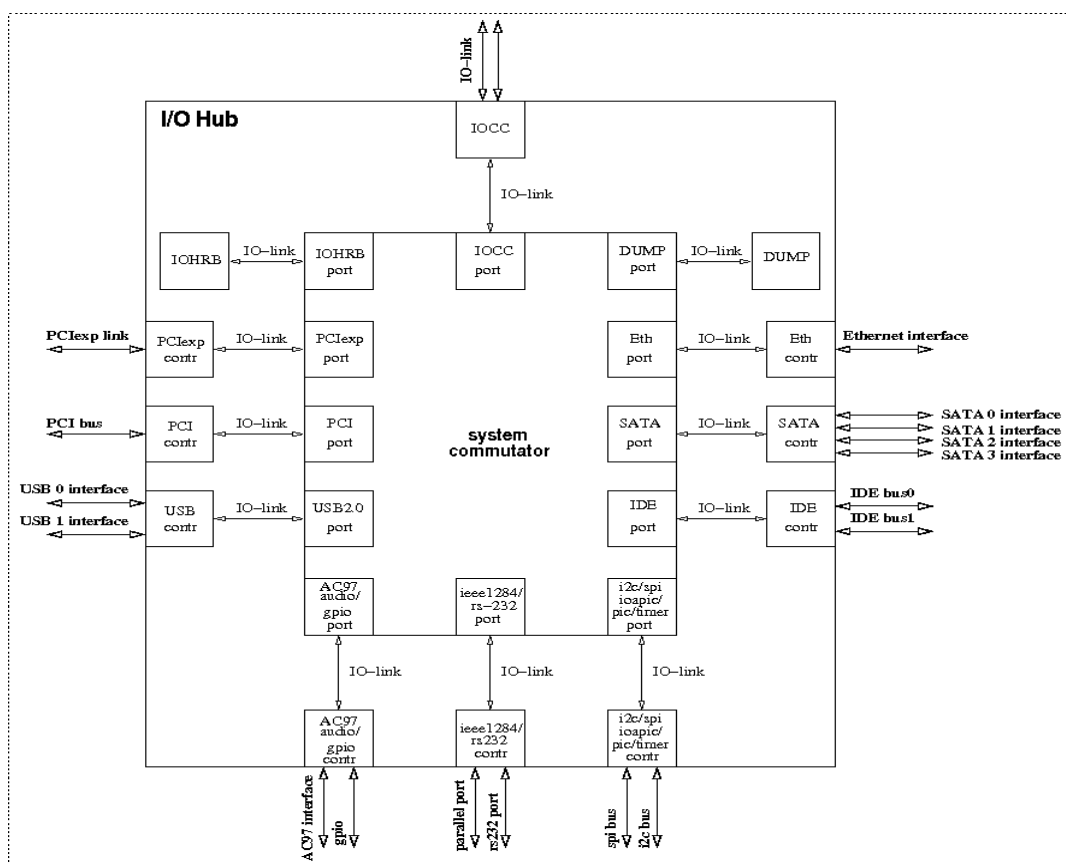 IO-link
I/O Hub
IOCC
IO-link
IOHRB
IO-link
IOHRB
port
IOCC
port
DUMP
port
IO-link
DUMP
PCIexp link
PCIexp
contr
IO-link
PCIexp
port
Eth
port
IO-link
Eth
contr
Ethernet interface
PCI bus
PCI
contr
IO-link
PCI
port
system
commutator
SATA
port
IO-link
SATA
contr
SATA 0 interface
SATA 1 interface
SATA 2 interface
SATA 3 interface
USB 0 interface
USB 1 interface
USB
contr
IO-link
USB2.0
port
IDE
port
IO-link
IDE
contr
IDE bus0
IDE bus1
AC97
audio/
gpio
port
ieee1284/
rs-232
port
i2c/spi
ioapic/
pic/timer
port
IO-link
IO-link
IO-link
AC97
audio/
gpio
contr
ieee1284/
rs232
contr
i2c/spi
ioapic/
pic/timer
contr
AC97 interface
gpio
parallel port
rs232 port
spi bus
i2c bus